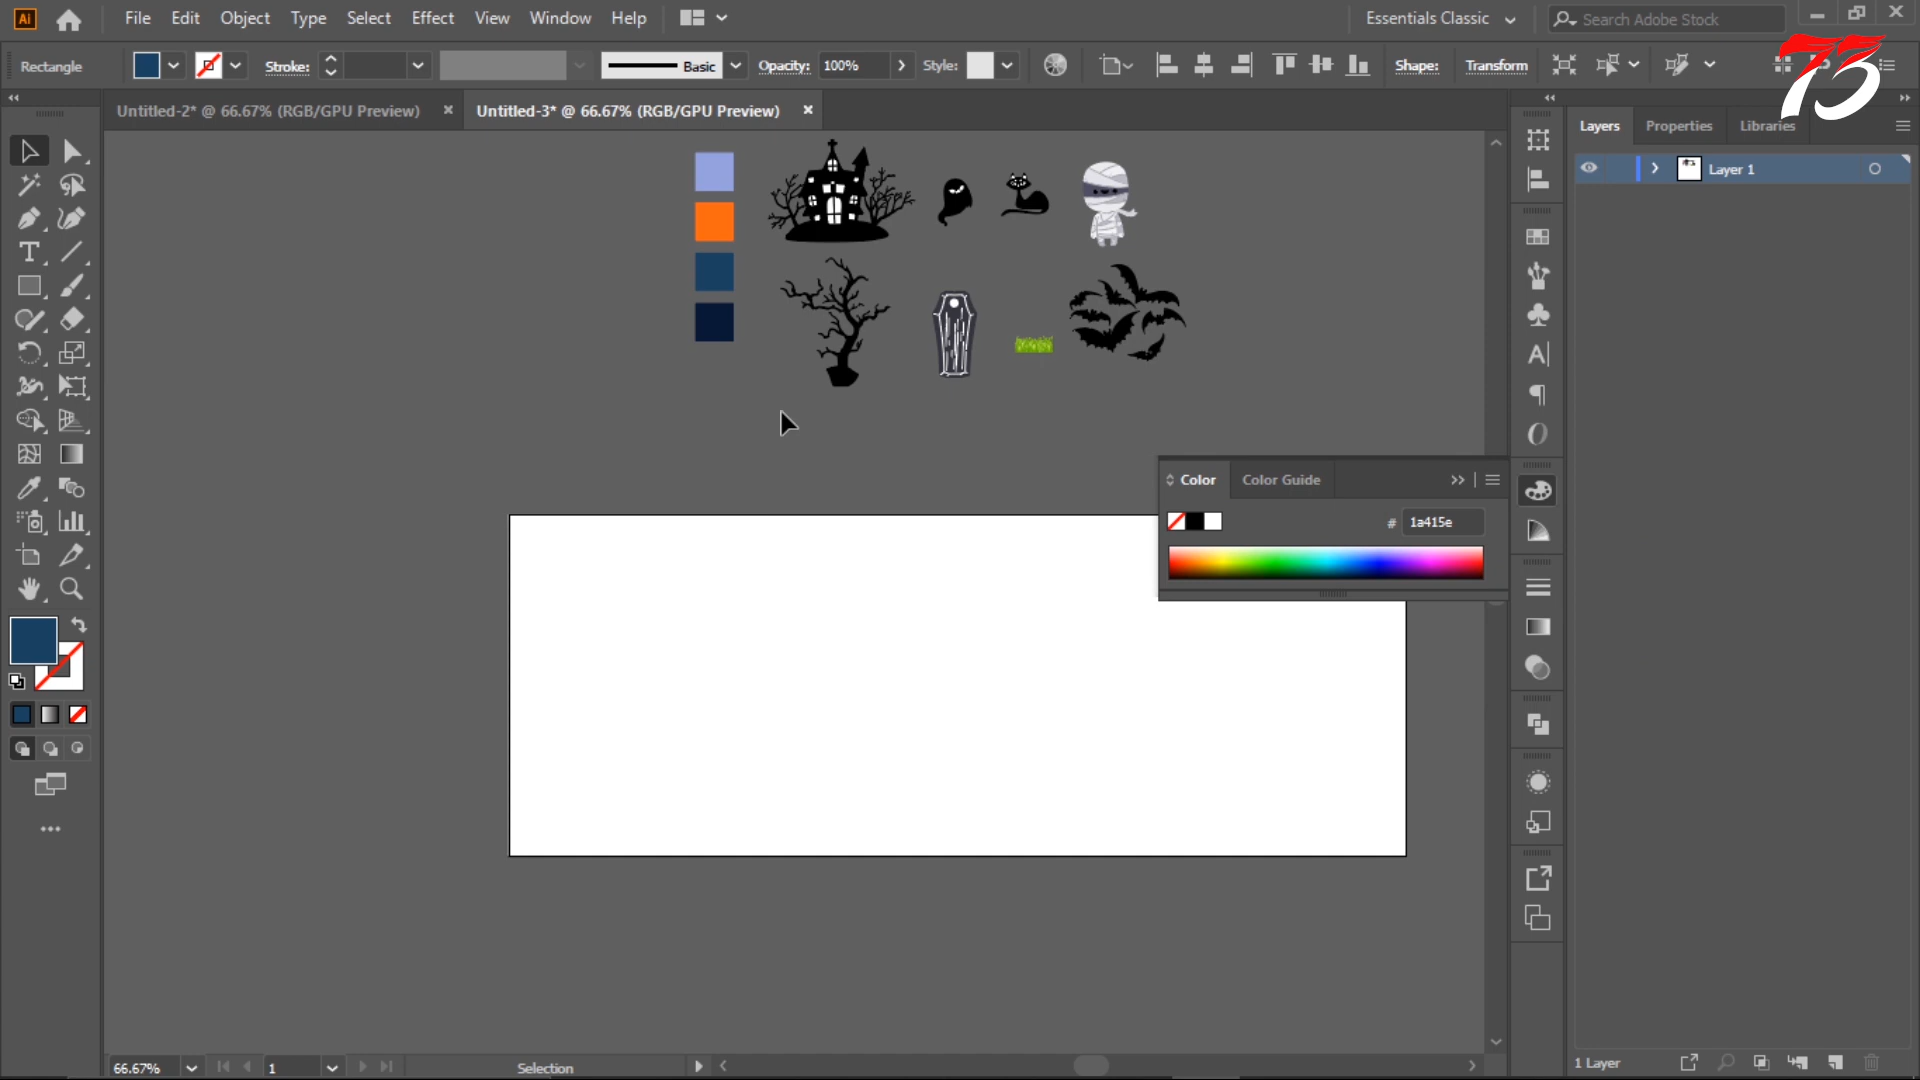 Ai File Edit Object Type Select Effect View Window Help Essentials Classic Search Adobe Stock
73
Rectangle Stroke: Basic Opacity: 100% Style: Shape: Transform
Untitled-2* @ 66.67% (RGB/GPU Preview) Untitled-3* @ 66.67% (RGB/GPU Preview)
Layers Properties Libraries
Layer 1
Color Color Guide
# 1a415e
66.67% 1 Selection 1 Layer